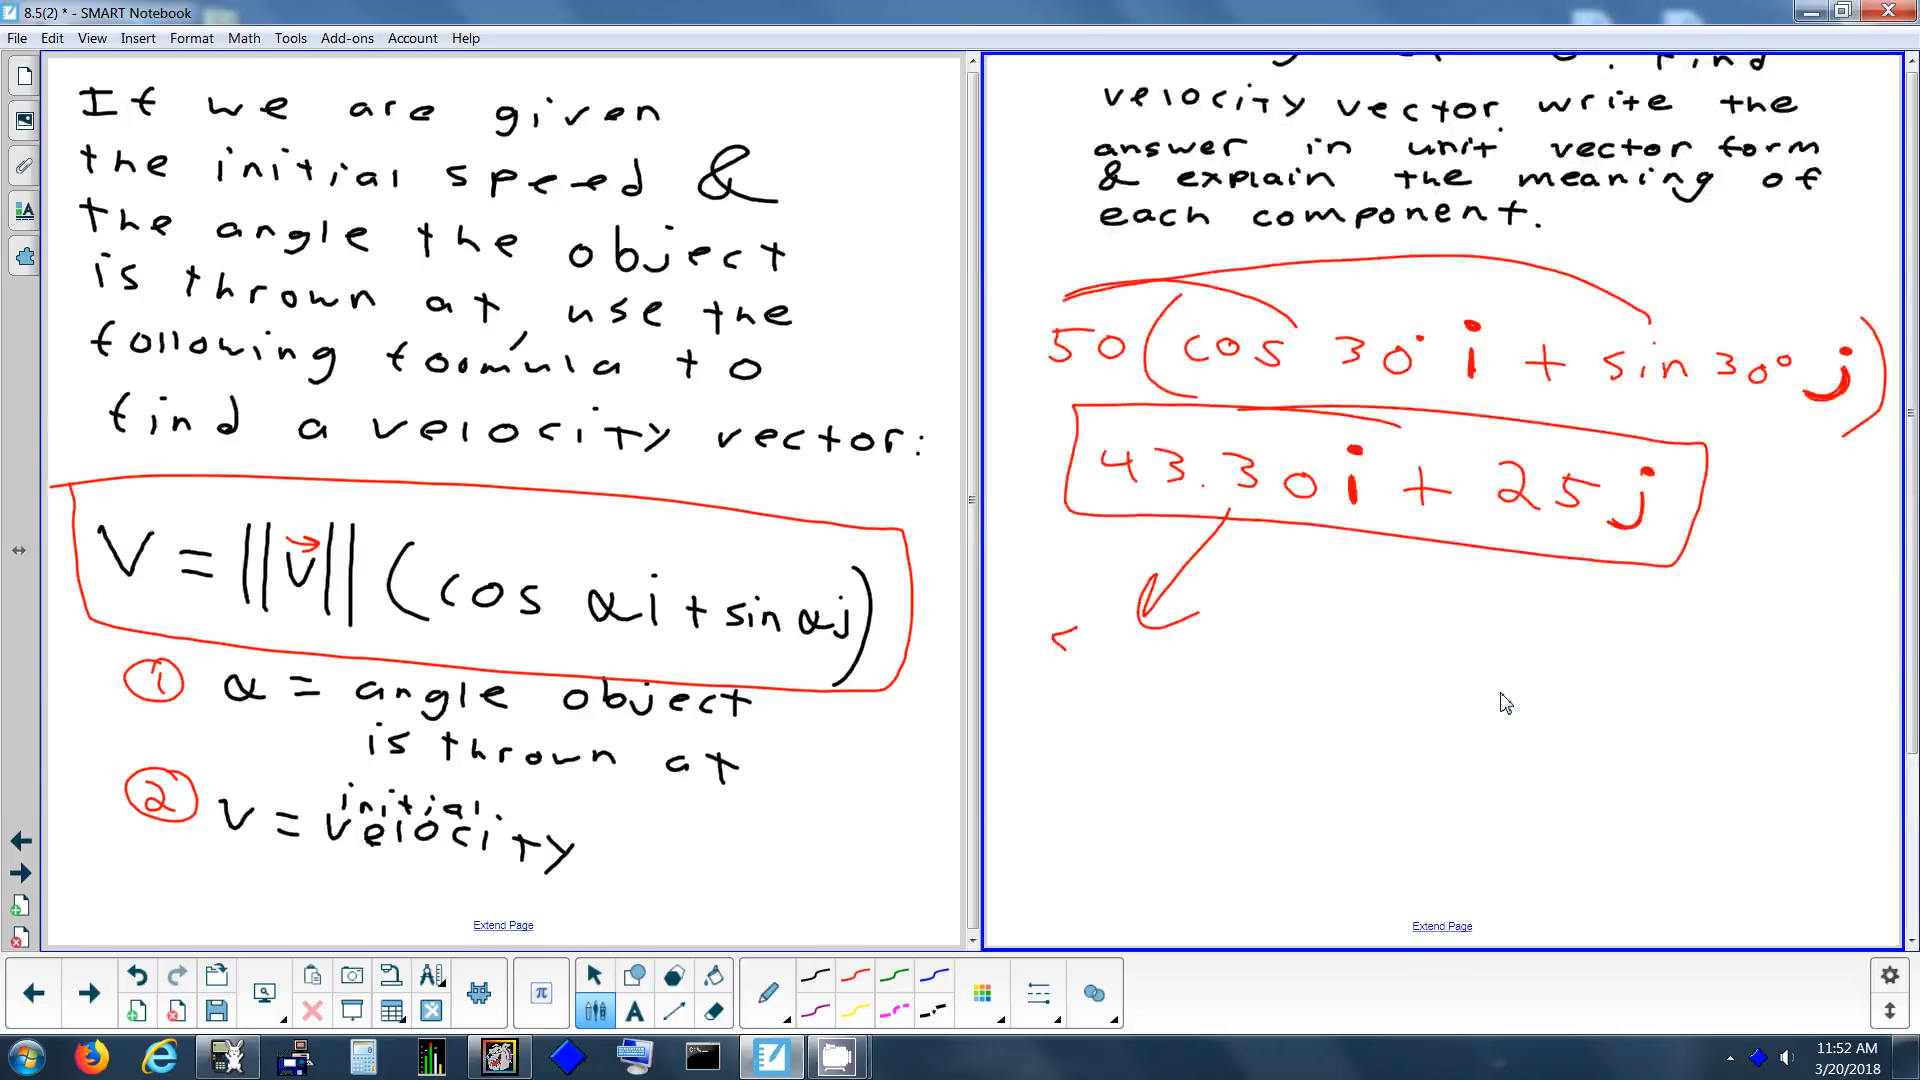 8.5(2) * - SMART Notebook
File Edit View Insert Format Math Tools Add-ons Account Help
If we are given
the initial speed &
the angle the object
is thrown at, use the
following formula to
find a velocity vector:
V = ||v|| (cos αi + sin αj)
1 α = angle object
is thrown at
2 V = initial
velocity
Extend Page
Find
velocity vector. write the
answer in unit vector form
& explain the meaning of
each component.
50 (cos 30° i + sin 30° j)
43.30i + 25j
Extend Page
11:52 AM
3/20/2018